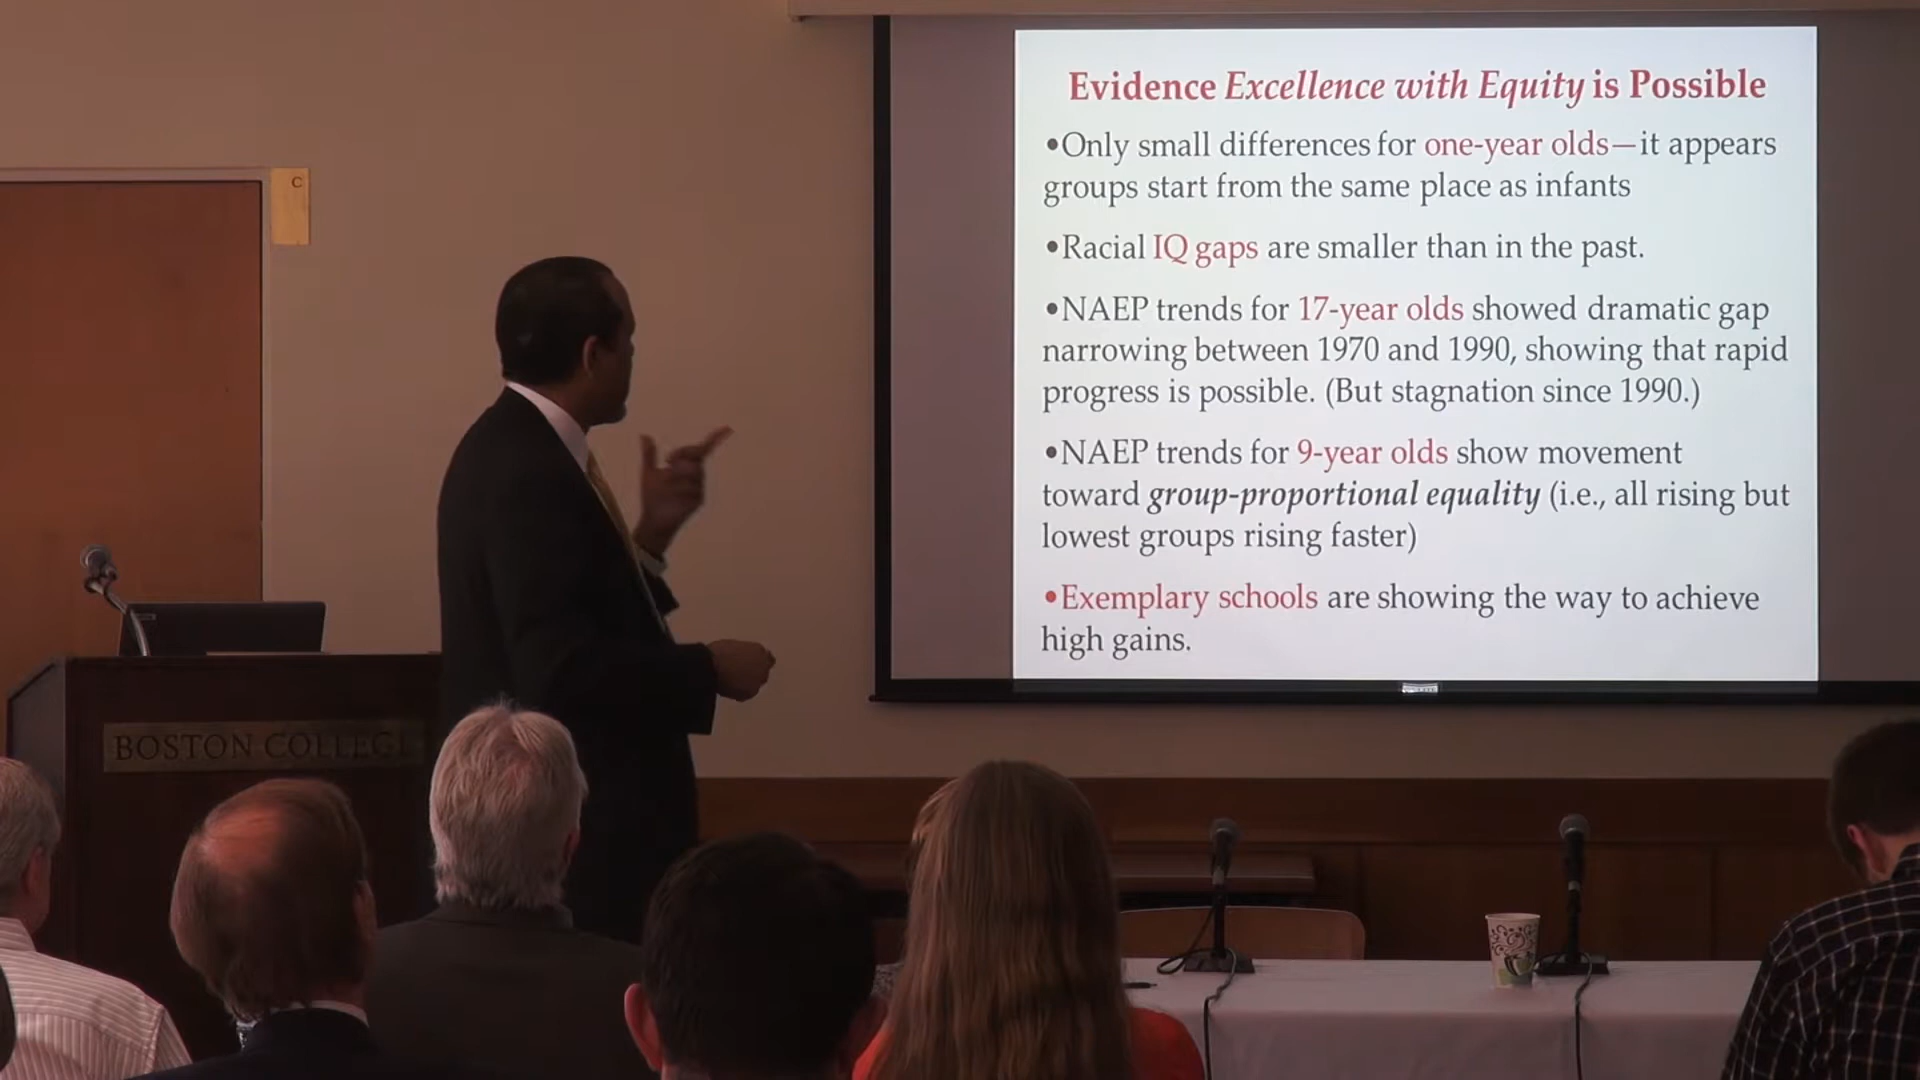 Evidence Excellence with Equity is Possible
•Only small differences for one-year olds—it appears
groups start from the same place as infants
•Racial IQ gaps are smaller than in the past.
•NAEP trends for 17-year olds showed dramatic gap
narrowing between 1970 and 1990, showing that rapid
progress is possible. (But stagnation since 1990.)
•NAEP trends for 9-year olds show movement
toward group-proportional equality (i.e., all rising but
lowest groups rising faster)
•Exemplary schools are showing the way to achieve
high gains.
C
BOSTON COLLEGE